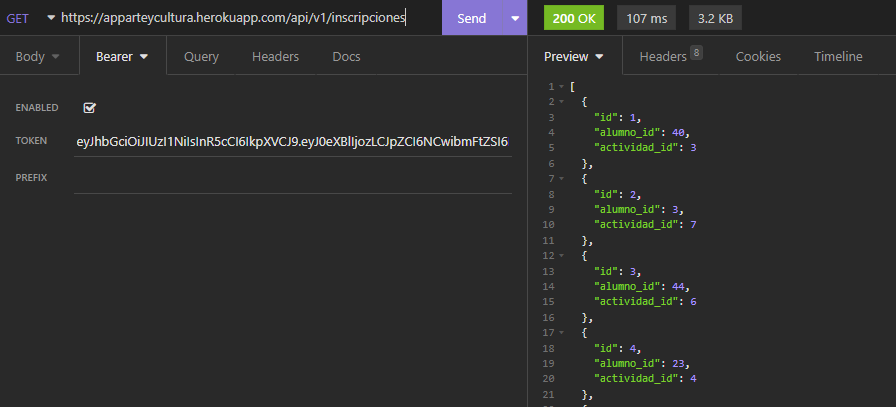 GET https://apparteycultura.herokuapp.com/api/v1/inscripciones Send
200 OK 107 ms 3.2 KB
Body Bearer Query Headers Docs
Preview Headers 8 Cookies Timeline
ENABLED
TOKEN eyJhbGciOiJIUzI1NiIsInR5cCI6IkpXVCJ9.eyJ0eXBlIjozLCJpZCI6NCwibmFtZSI6
PREFIX
1 [
2 {
3 "id": 1,
4 "alumno_id": 40,
5 "actividad_id": 3
6 },
7 {
8 "id": 2,
9 "alumno_id": 3,
10 "actividad_id": 7
11 },
12 {
13 "id": 3,
14 "alumno_id": 44,
15 "actividad_id": 6
16 },
17 {
18 "id": 4,
19 "alumno_id": 23,
20 "actividad_id": 4
21 },